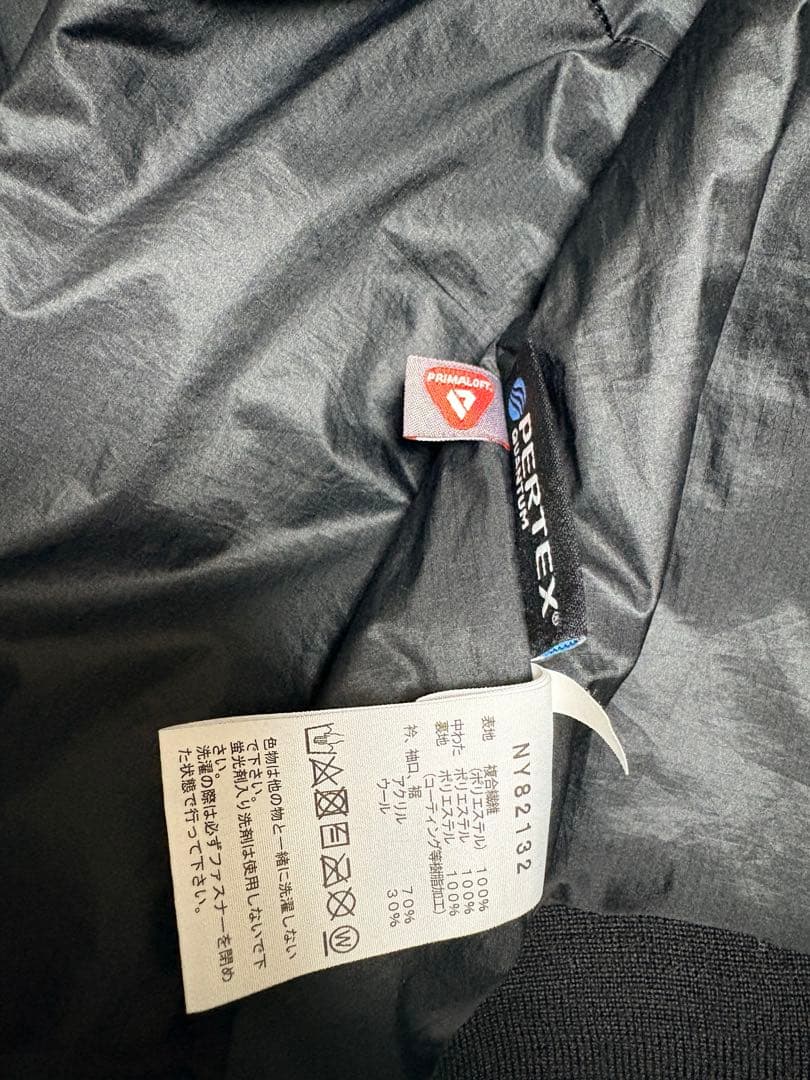 PRIMALOFT®
PERTEX®
QUANTUM
NY82132
表地 複合繊維
(ポリエステル) 100%
中わた ポリエステル 100%
裏地 ポリエステル 100%
(コーティング等樹脂加工)
衿、袖口、裾
アクリル 70%
ウール 30%
W
色物は他の物と一緒に洗濯しない
で下さい。
蛍光剤入り洗剤は使用しないで下
さい。
洗濯の際は必ずファスナーを閉め
た状態で行って下さい。